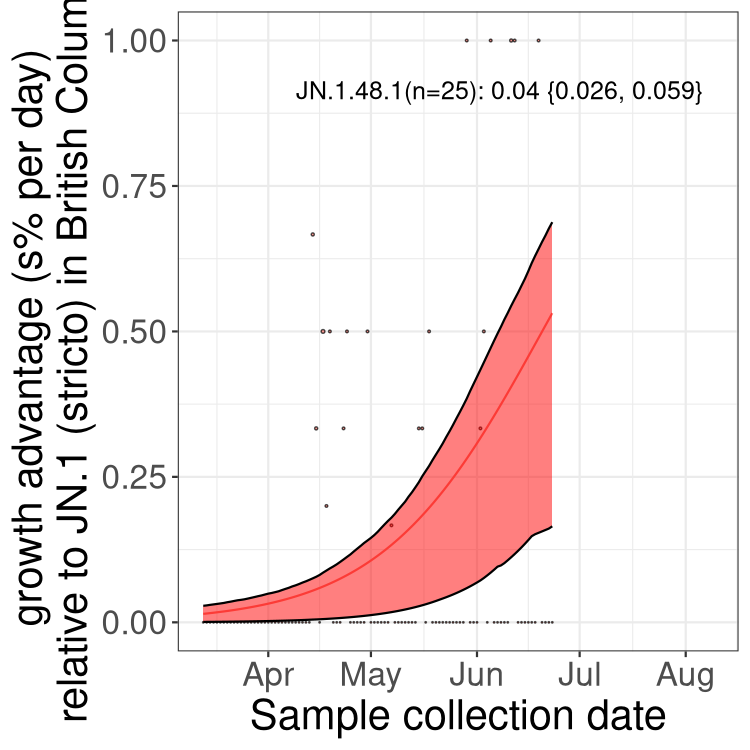 growth advantage (s% per day)
relative to JN.1 (stricto) in British Colum
1.00
0.75
0.50
0.25
0.00
JN.1.48.1(n=25): 0.04 {0.026, 0.059}
Apr May Jun Jul Aug
Sample collection date